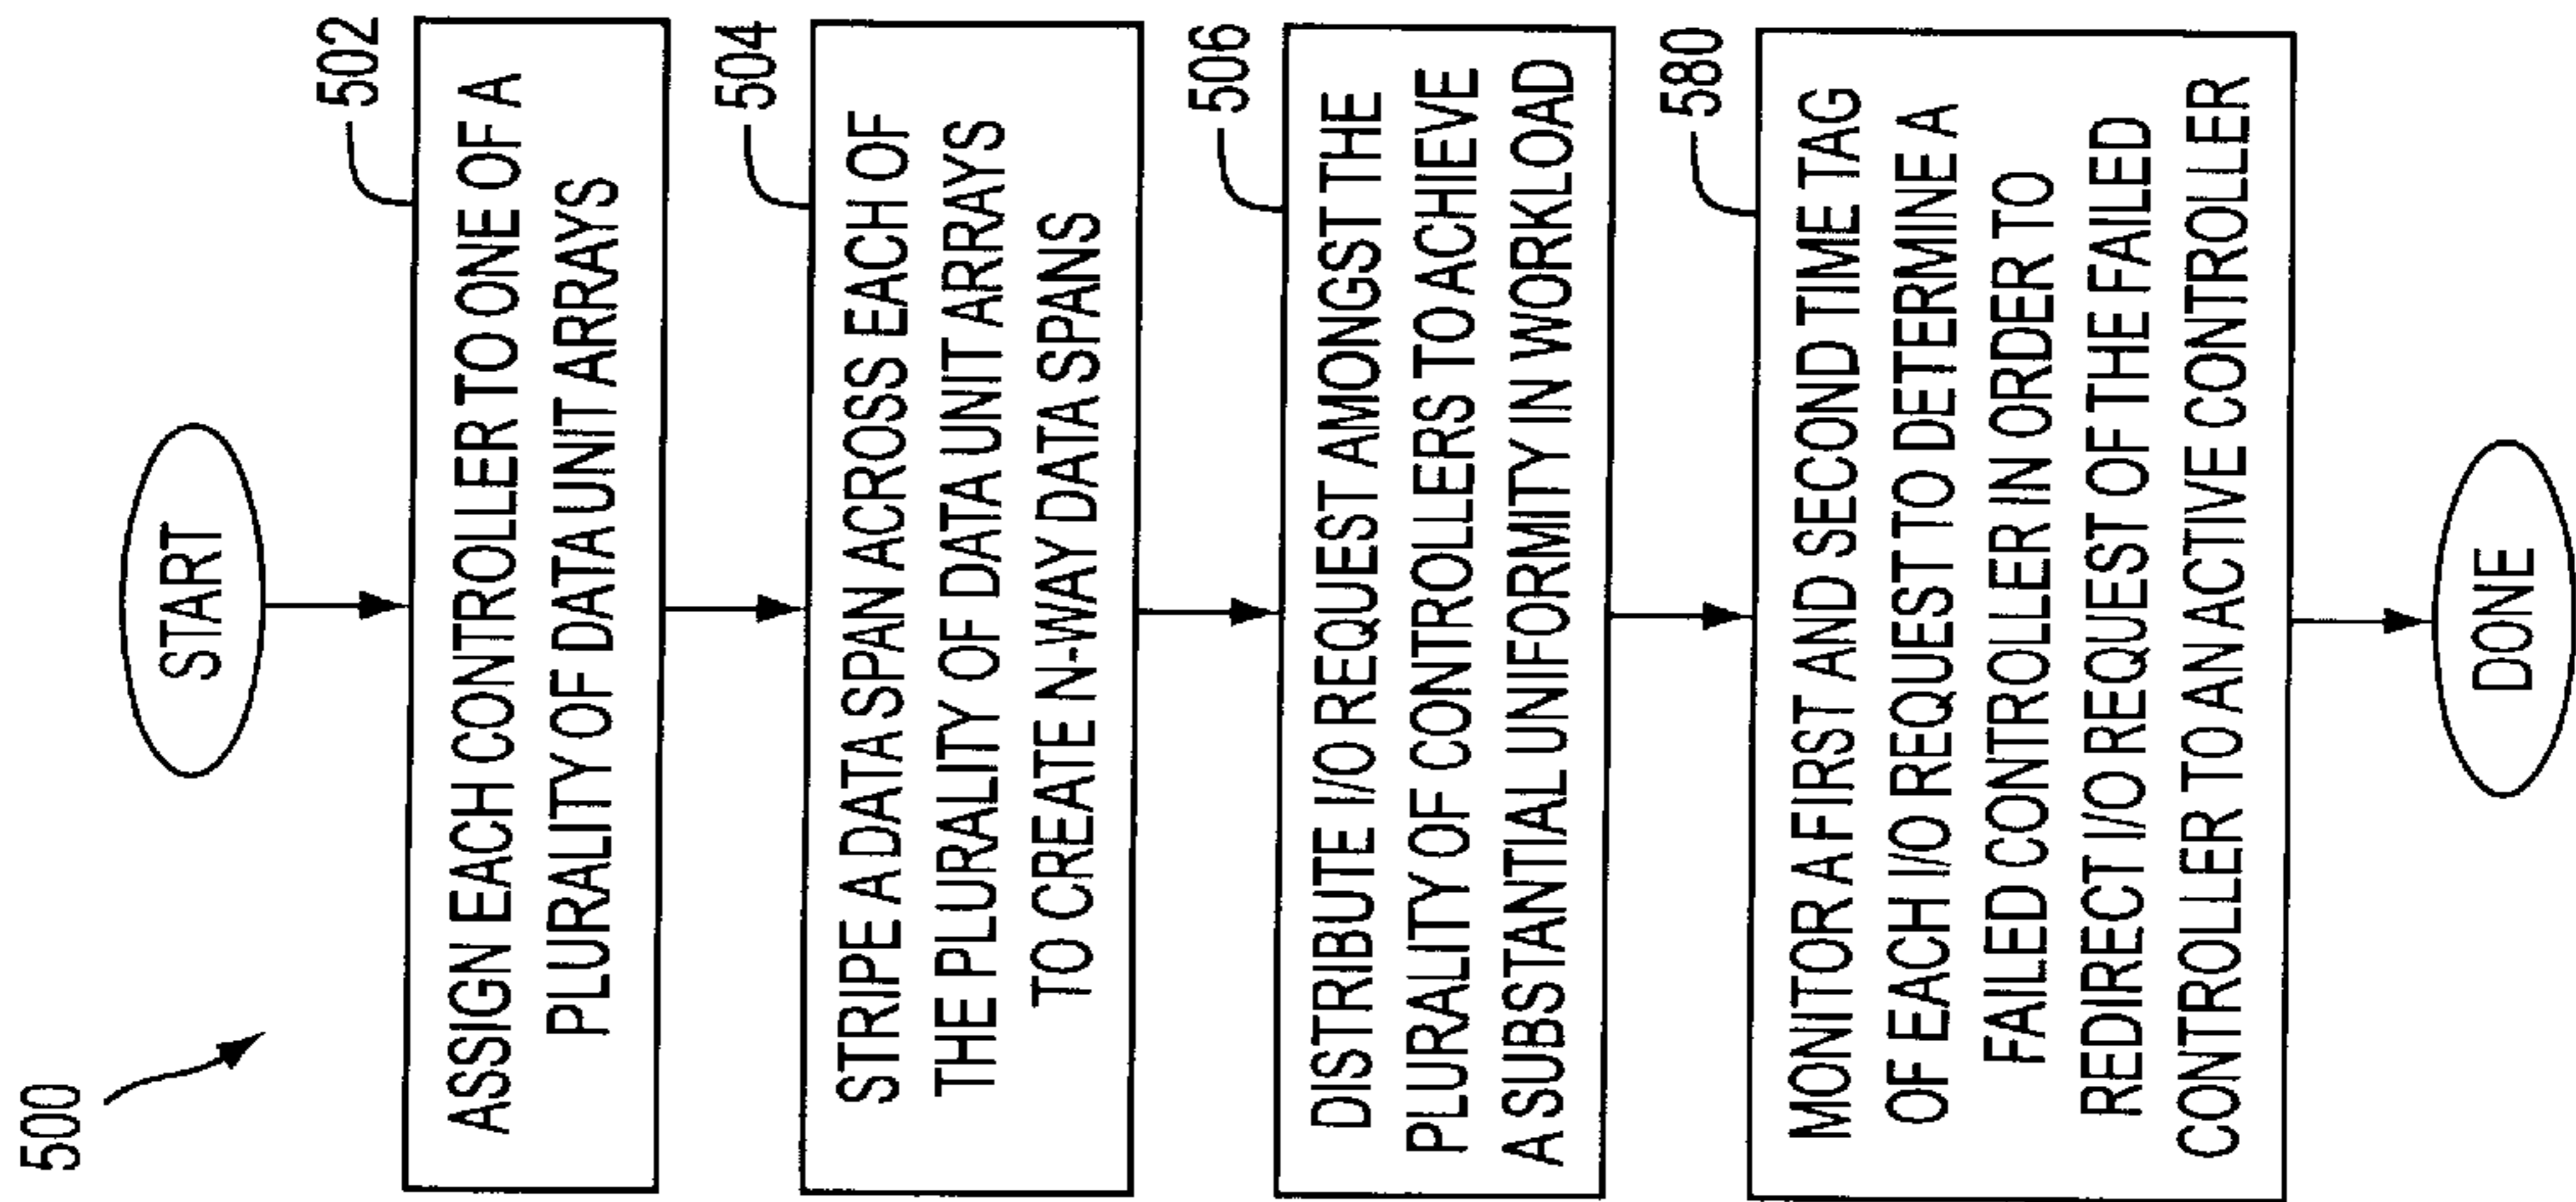 500
START
502
ASSIGN EACH CONTROLLER TO ONE OF A
PLURALITY OF DATA UNIT ARRAYS
504
STRIPE A DATA SPAN ACROSS EACH OF
THE PLURALITY OF DATA UNIT ARRAYS
TO CREATE N-WAY DATA SPANS
506
DISTRIBUTE I/O REQUEST AMONGST THE
PLURALITY OF CONTROLLERS TO ACHIEVE
A SUBSTANTIAL UNIFORMITY IN WORKLOAD
580
MONITOR A FIRST AND SECOND TIME TAG
OF EACH I/O REQUEST TO DETERMINE A
FAILED CONTROLLER IN ORDER TO
REDIRECT I/O REQUEST OF THE FAILED
CONTROLLER TO AN ACTIVE CONTROLLER
DONE